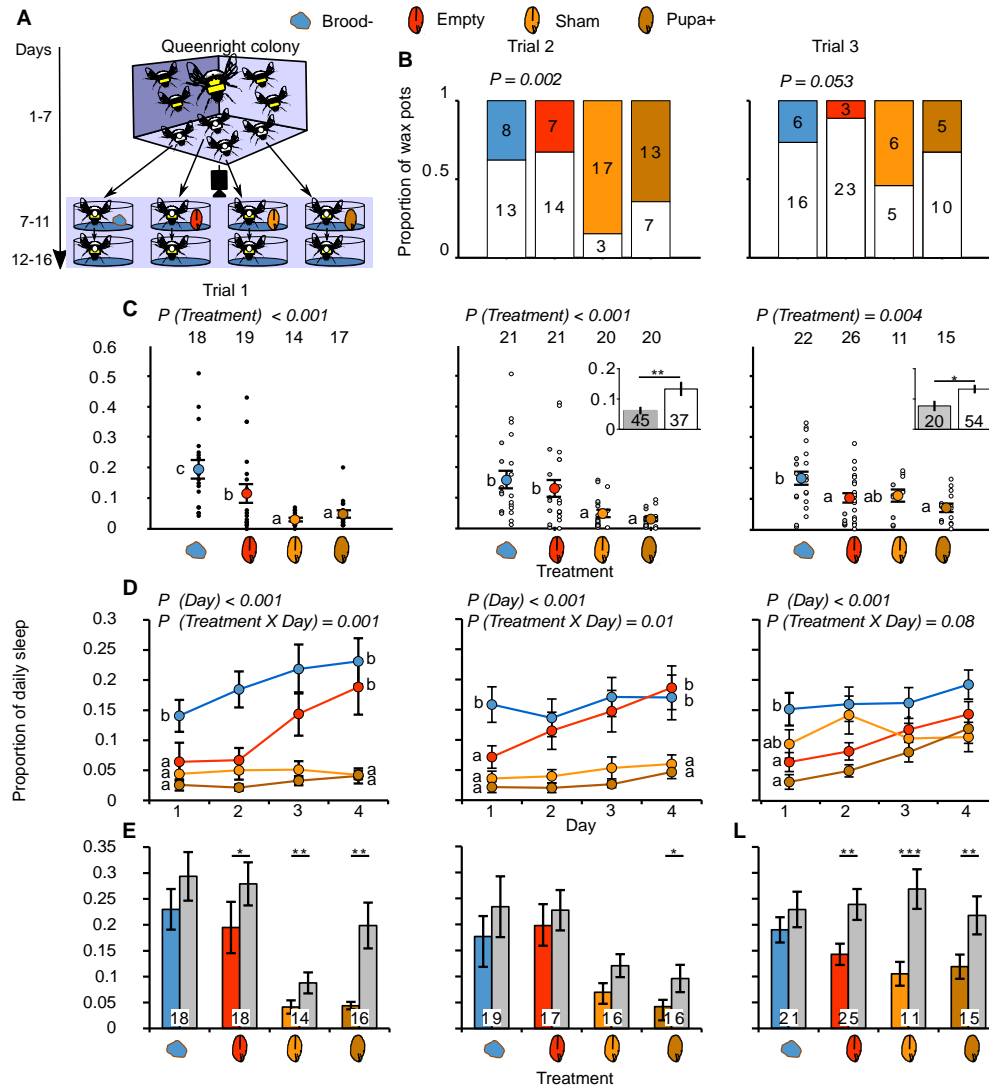 Brood- Empty Sham Pupa+
A
Days
Queenright colony
1-7
7-11
12-16
B
Trial 2
Trial 3
P = 0.002
P = 0.053
Proportion of wax pots
1
0.5
0
8 7 17 13
13 14 3 7
6 3 6 5
16 23 5 10
Trial 1
C
P (Treatment) < 0.001
18 19 14 17
P (Treatment) < 0.001
21 21 20 20
P (Treatment) = 0.004
22 26 11 15
0.6
0.5
0.4
0.3
0.2
0.1
0
c b a a
b b a a
0.2
0.1
0
**
45 37
b a ab a
*
20 54
Treatment
D
P (Day) < 0.001
P (Treatment X Day) = 0.001
P (Day) < 0.001
P (Treatment X Day) = 0.01
P (Day) < 0.001
P (Treatment X Day) = 0.08
Proportion of daily sleep
0.3
0.25
0.2
0.15
0.1
0.05
0
b a a a
b b a a
b a a a
b b a a
b ab a a
1 2 3 4
1 2 3 4
1 2 3 4
Day
E
L
0.35
0.3
0.25
0.2
0.15
0.1
0.05
0
* ** **
18 18 14 16
*
19 17 16 16
** *** **
21 25 11 15
Treatment